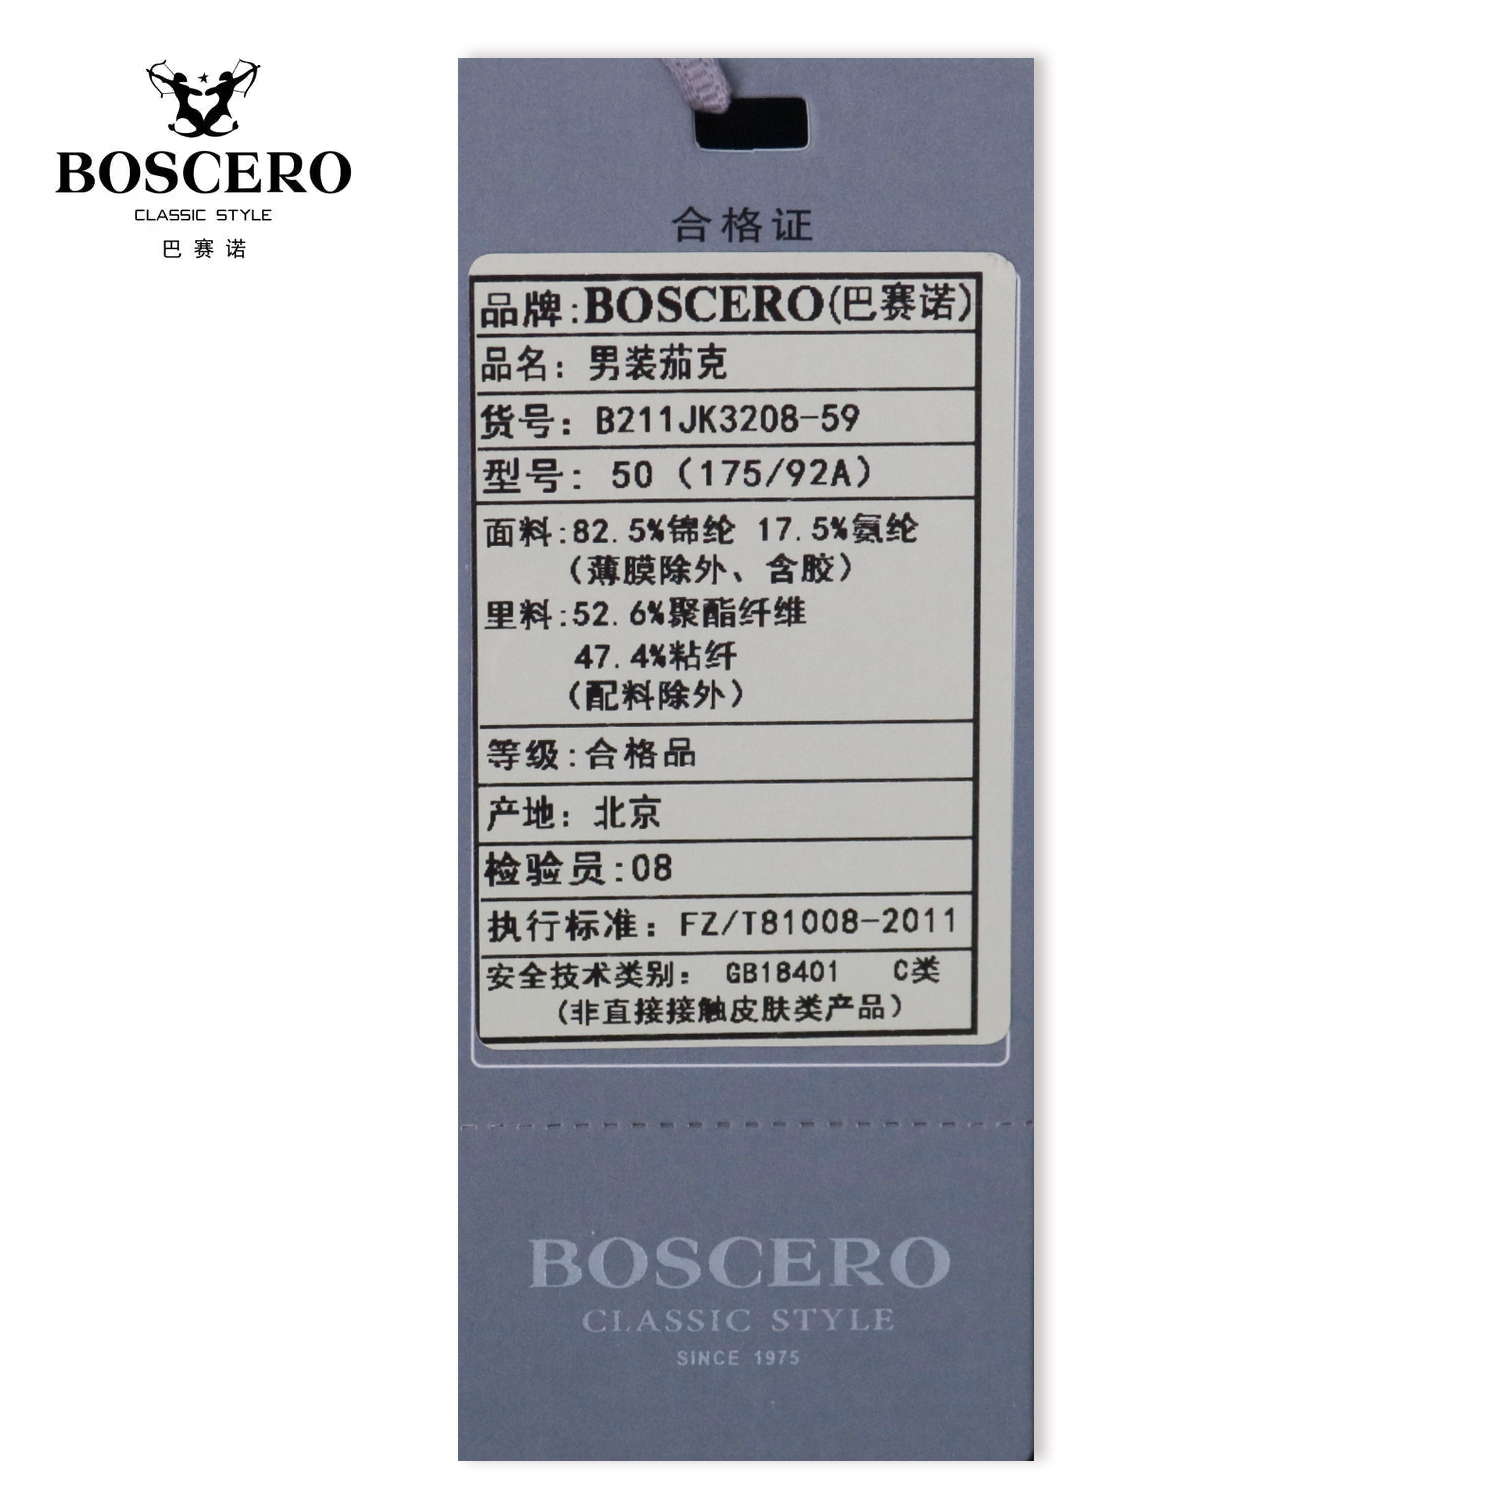 BOSCERO
CLASSIC STYLE
巴赛诺
合格证
品牌:BOSCERO(巴赛诺)
品名：男装茄克
货号：B211JK3208-59
型号：50（175/92A）
面料:82.5%锦纶 17.5%氨纶
（薄膜除外、含胶）
里料:52.6%聚酯纤维
47.4%粘纤
（配料除外）
等级:合格品
产地：北京
检验员:08
执行标准：FZ/T81008-2011
安全技术类别： GB18401 C类
（非直接接触皮肤类产品）
BOSCERO
CLASSIC STYLE
SINCE 1975